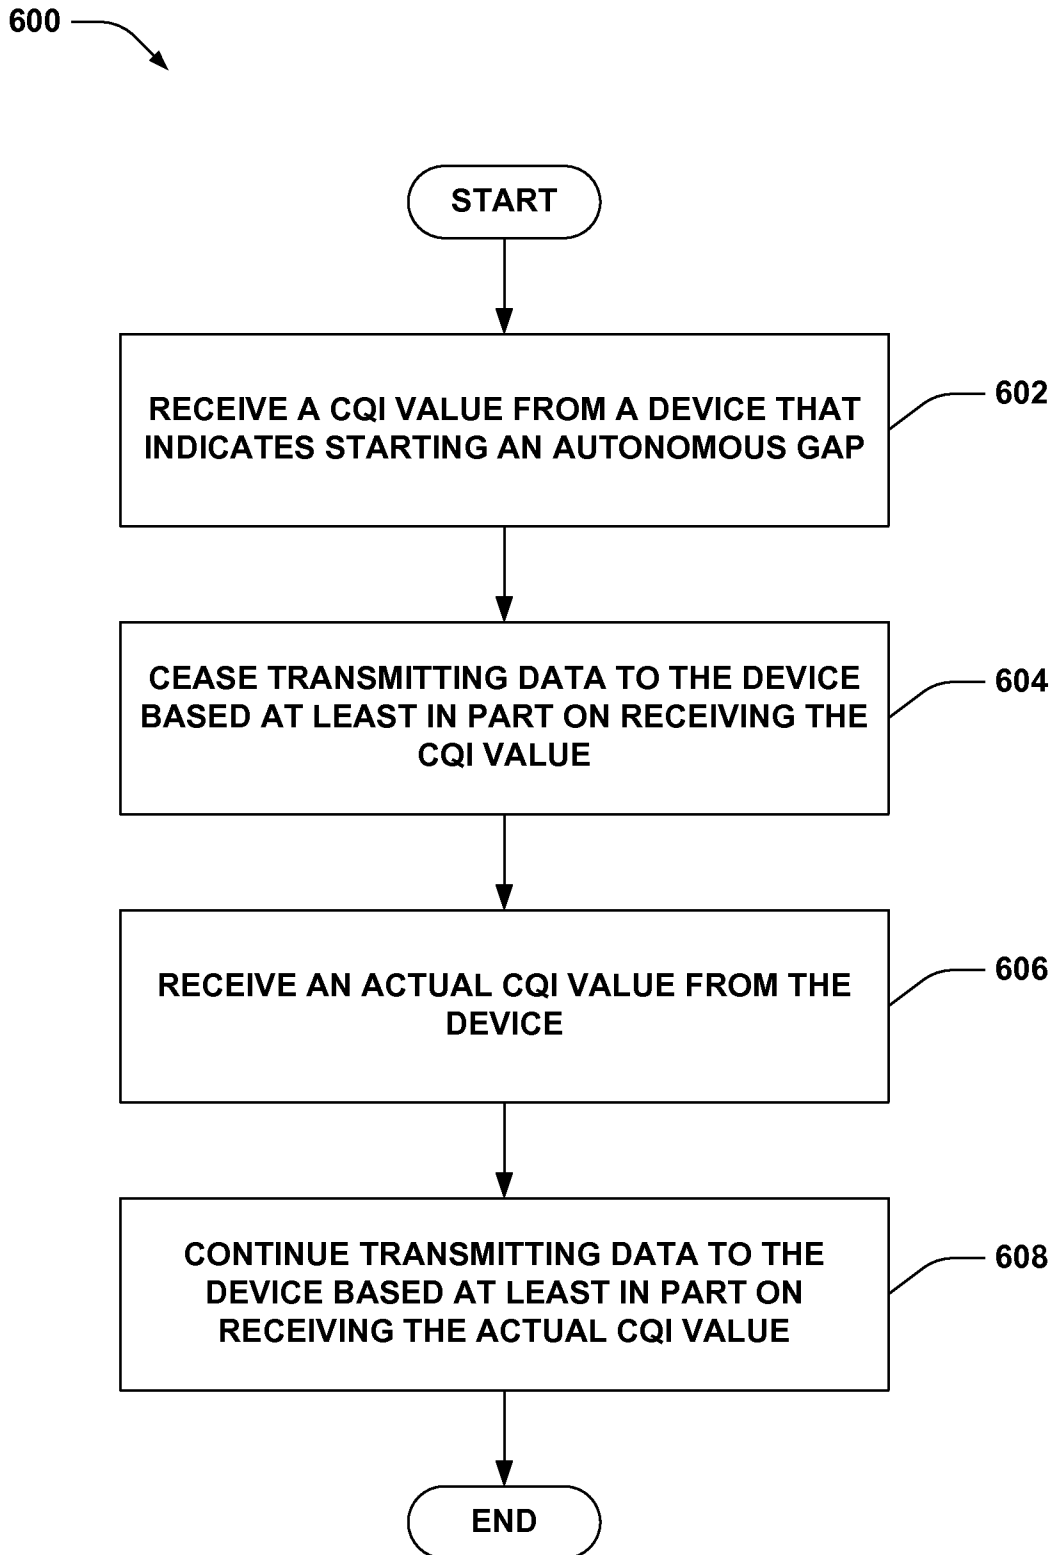 600
START
RECEIVE A CQI VALUE FROM A DEVICE THAT
INDICATES STARTING AN AUTONOMOUS GAP
602
CEASE TRANSMITTING DATA TO THE DEVICE
BASED AT LEAST IN PART ON RECEIVING THE
CQI VALUE
604
RECEIVE AN ACTUAL CQI VALUE FROM THE
DEVICE
606
CONTINUE TRANSMITTING DATA TO THE
DEVICE BASED AT LEAST IN PART ON
RECEIVING THE ACTUAL CQI VALUE
608
END